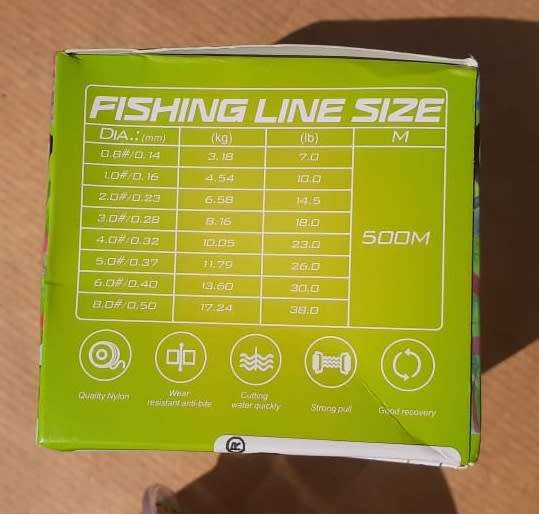 FISHING LINE SIZE
DIA.:(mm) (kg) (lb) M
0.8#/0.14 3.18 7.0
1.0#/0.16 4.54 10.0
2.0#/0.23 6.58 14.5
3.0#/0.28 8.16 18.0
4.0#/0.32 10.05 23.0
500M
5.0#/0.37 11.79 26.0
6.0#/0.40 13.60 30.0
8.0#/0.50 17.24 38.0
Quality Nylon
Wear
resistant anti-bite
Cutting
water quickly
Strong pull
Good recovery
®